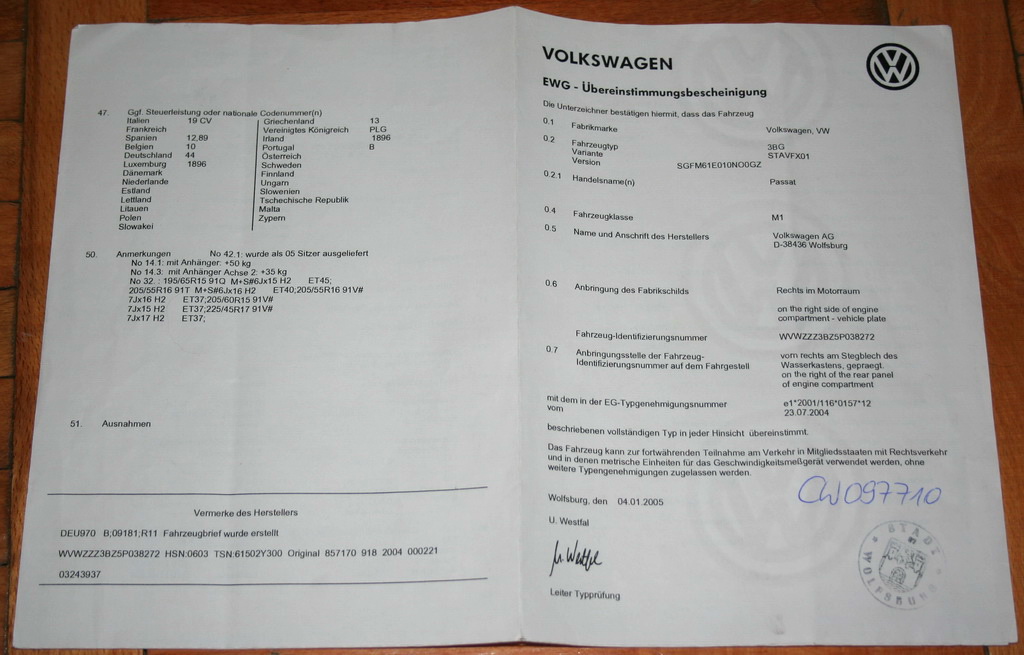 47. Ggf. Steuerleistung oder nationale Codenummer(n)
Italien 19 CV
Frankreich
Spanien 12,89
Belgien 10
Deutschland 44
Luxemburg 1896
Dänemark
Niederlande
Estland
Lettland
Litauen
Polen
Slowakei
Griechenland 13
Vereinigtes Königreich PLG
Irland 1896
Portugal B
Österreich
Schweden
Finnland
Ungarn
Slowenien
Tschechische Republik
Malta
Zypern
50. Anmerkungen No 42.1: wurde als 05 Sitzer ausgeliefert
No 14.1: mit Anhänger: +50 kg
No 14.3: mit Anhänger Achse 2: +35 kg
No 32. : 195/65R15 91Q M+S#6Jx15 H2 ET45;
205/55R16 91T M+S#6Jx16 H2 ET40;205/55R16 91V#
7Jx16 H2 ET37;205/60R15 91V#
7Jx15 H2 ET37;225/45R17 91V#
7Jx17 H2 ET37;
51. Ausnahmen
Vermerke des Herstellers
DEU970 B;09181;R11 Fahrzeugbrief wurde erstellt
WVWZZZ3BZ5P038272 HSN:0603 TSN:61502Y300 Original 857170 918 2004 000221
03243937
VOLKSWAGEN
EWG - Übereinstimmungsbescheinigung
Die Unterzeichner bestätigen hiermit, dass das Fahrzeug
0.1 Fabrikmarke Volkswagen, VW
0.2 Fahrzeugtyp 3BG
Variante STAVFX01
Version SGFM61E010NO0GZ
0.2.1 Handelsname(n) Passat
0.4 Fahrzeugklasse M1
0.5 Name und Anschrift des Herstellers Volkswagen AG
D-38436 Wolfsburg
0.6 Anbringung des Fabrikschilds Rechts im Motorraum
on the right side of engine
compartment - vehicle plate
Fahrzeug-Identifizierungsnummer WVWZZZ3BZ5P038272
0.7 Anbringungsstelle der Fahrzeug-
Identifizierungsnummer auf dem Fahrgestell
vorn rechts am Stegblech des
Wasserkastens, gepraegt.
on the right of the rear panel
of engine compartment
mit dem in der EG-Typgenehmigungsnummer e1*2001/116*0157*12
vom 23.07.2004
beschriebenen vollständigen Typ in jeder Hinsicht übereinstimmt.
Das Fahrzeug kann zur fortwährenden Teilnahme am Verkehr in Mitgliedsstaaten mit Rechtsverkehr
und in denen metrische Einheiten für das Geschwindigkeitsmeßgerät verwendet werden, ohne
weitere Typengenehmigungen zugelassen werden.
CW097710
Wolfsburg, den 04.01.2005
U. Westfal
U. Westfal
Leiter Typprüfung
STADT
WOLFSBURG